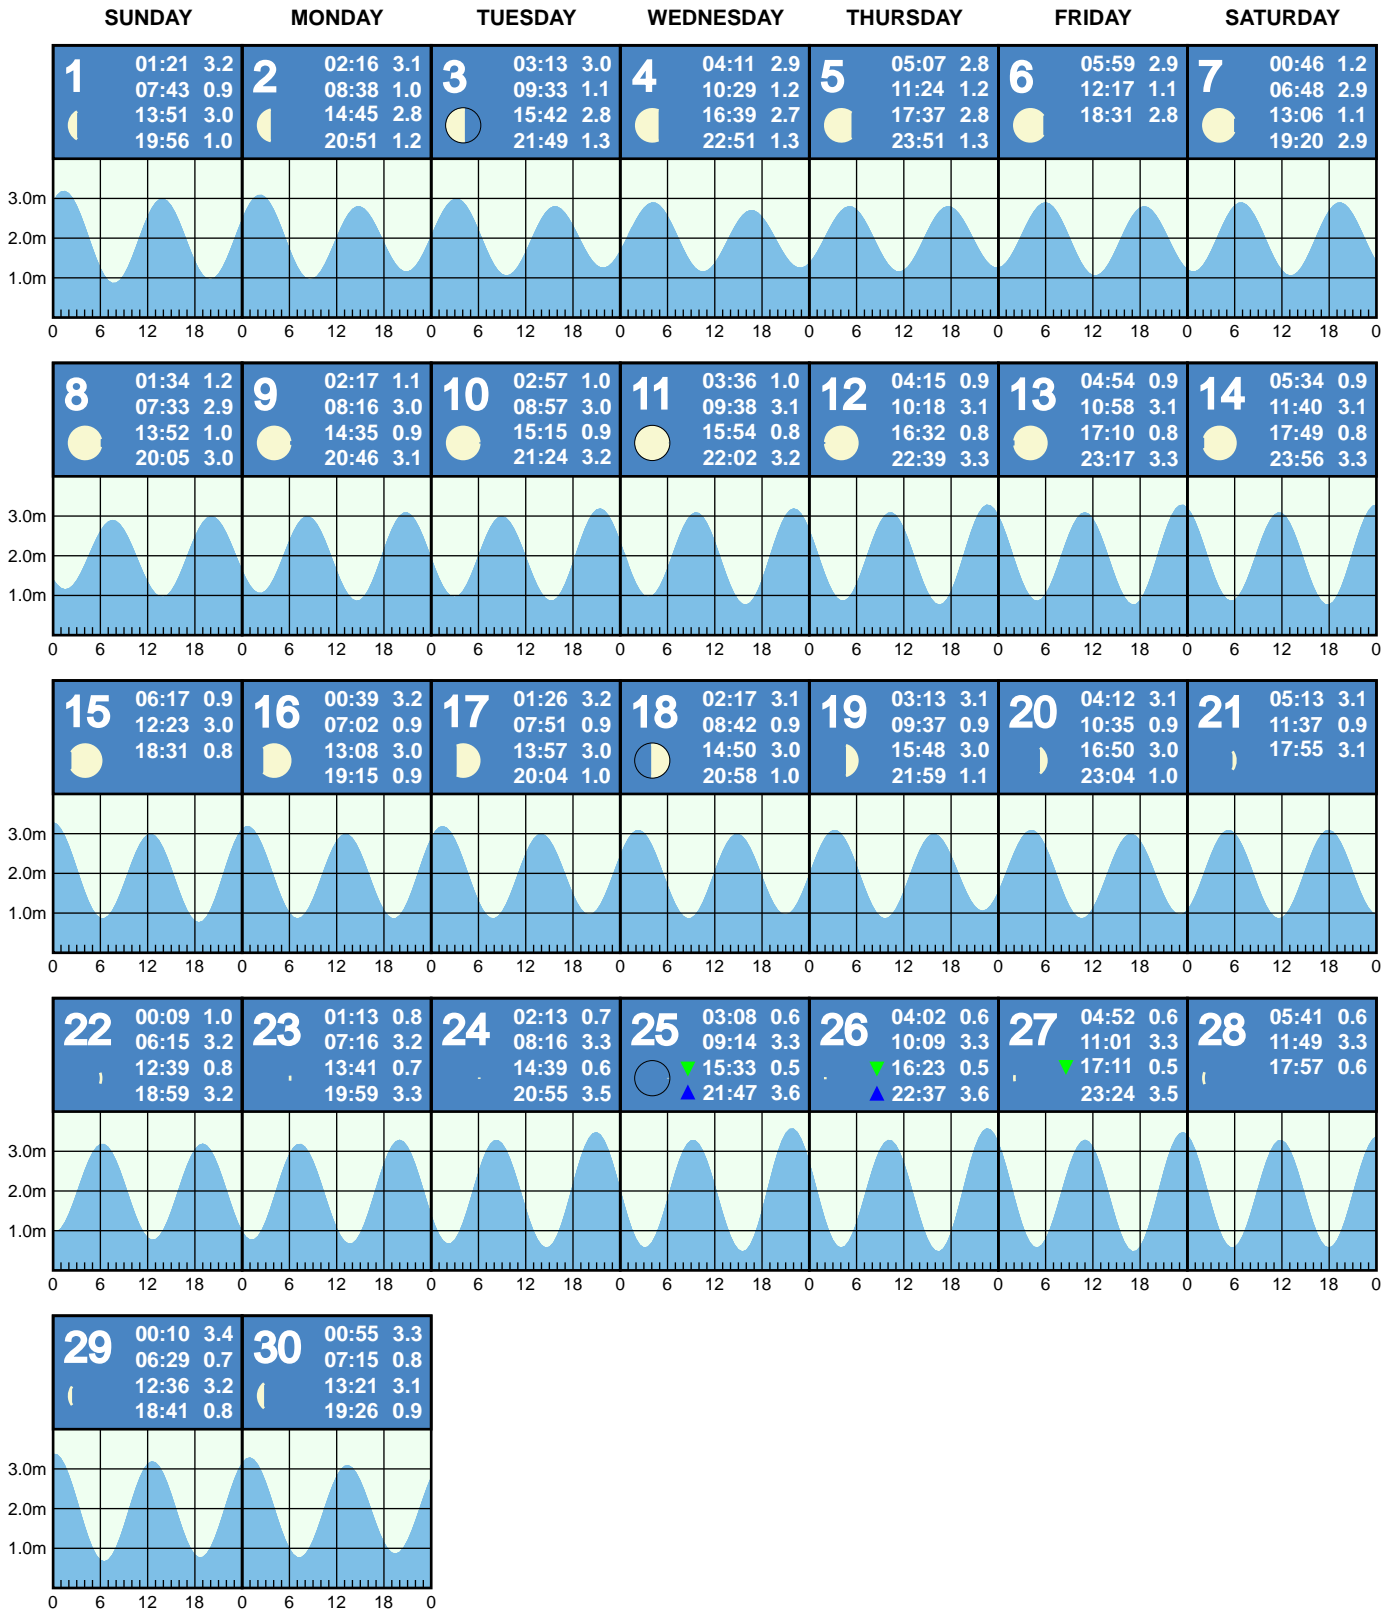 SUNDAY MONDAY TUESDAY WEDNESDAY THURSDAY FRIDAY SATURDAY
1 01:21 3.2
07:43 0.9
13:51 3.0
19:56 1.0
2 02:16 3.1
08:38 1.0
14:45 2.8
20:51 1.2
3 03:13 3.0
09:33 1.1
15:42 2.8
21:49 1.3
4 04:11 2.9
10:29 1.2
16:39 2.7
22:51 1.3
5 05:07 2.8
11:24 1.2
17:37 2.8
23:51 1.3
6 05:59 2.9
12:17 1.1
18:31 2.8
7 00:46 1.2
06:48 2.9
13:06 1.1
19:20 2.9
3.0m
2.0m
1.0m
0 6 12 18 0 6 12 18 0 6 12 18 0 6 12 18 0 6 12 18 0 6 12 18 0 6 12 18 0
8 01:34 1.2
07:33 2.9
13:52 1.0
20:05 3.0
9 02:17 1.1
08:16 3.0
14:35 0.9
20:46 3.1
10 02:57 1.0
08:57 3.0
15:15 0.9
21:24 3.2
11 03:36 1.0
09:38 3.1
15:54 0.8
22:02 3.2
12 04:15 0.9
10:18 3.1
16:32 0.8
22:39 3.3
13 04:54 0.9
10:58 3.1
17:10 0.8
23:17 3.3
14 05:34 0.9
11:40 3.1
17:49 0.8
23:56 3.3
3.0m
2.0m
1.0m
0 6 12 18 0 6 12 18 0 6 12 18 0 6 12 18 0 6 12 18 0 6 12 18 0 6 12 18 0
15 06:17 0.9
12:23 3.0
18:31 0.8
16 00:39 3.2
07:02 0.9
13:08 3.0
19:15 0.9
17 01:26 3.2
07:51 0.9
13:57 3.0
20:04 1.0
18 02:17 3.1
08:42 0.9
14:50 3.0
20:58 1.0
19 03:13 3.1
09:37 0.9
15:48 3.0
21:59 1.1
20 04:12 3.1
10:35 0.9
16:50 3.0
23:04 1.0
21 05:13 3.1
11:37 0.9
17:55 3.1
3.0m
2.0m
1.0m
0 6 12 18 0 6 12 18 0 6 12 18 0 6 12 18 0 6 12 18 0 6 12 18 0 6 12 18 0
22 00:09 1.0
06:15 3.2
12:39 0.8
18:59 3.2
23 01:13 0.8
07:16 3.2
13:41 0.7
19:59 3.3
24 02:13 0.7
08:16 3.3
14:39 0.6
20:55 3.5
25 03:08 0.6
09:14 3.3
15:33 0.5
21:47 3.6
26 04:02 0.6
10:09 3.3
16:23 0.5
22:37 3.6
27 04:52 0.6
11:01 3.3
17:11 0.5
23:24 3.5
28 05:41 0.6
11:49 3.3
17:57 0.6
3.0m
2.0m
1.0m
0 6 12 18 0 6 12 18 0 6 12 18 0 6 12 18 0 6 12 18 0 6 12 18 0 6 12 18 0
29 00:10 3.4
06:29 0.7
12:36 3.2
18:41 0.8
30 00:55 3.3
07:15 0.8
13:21 3.1
19:26 0.9
3.0m
2.0m
1.0m
0 6 12 18 0 6 12 18 0